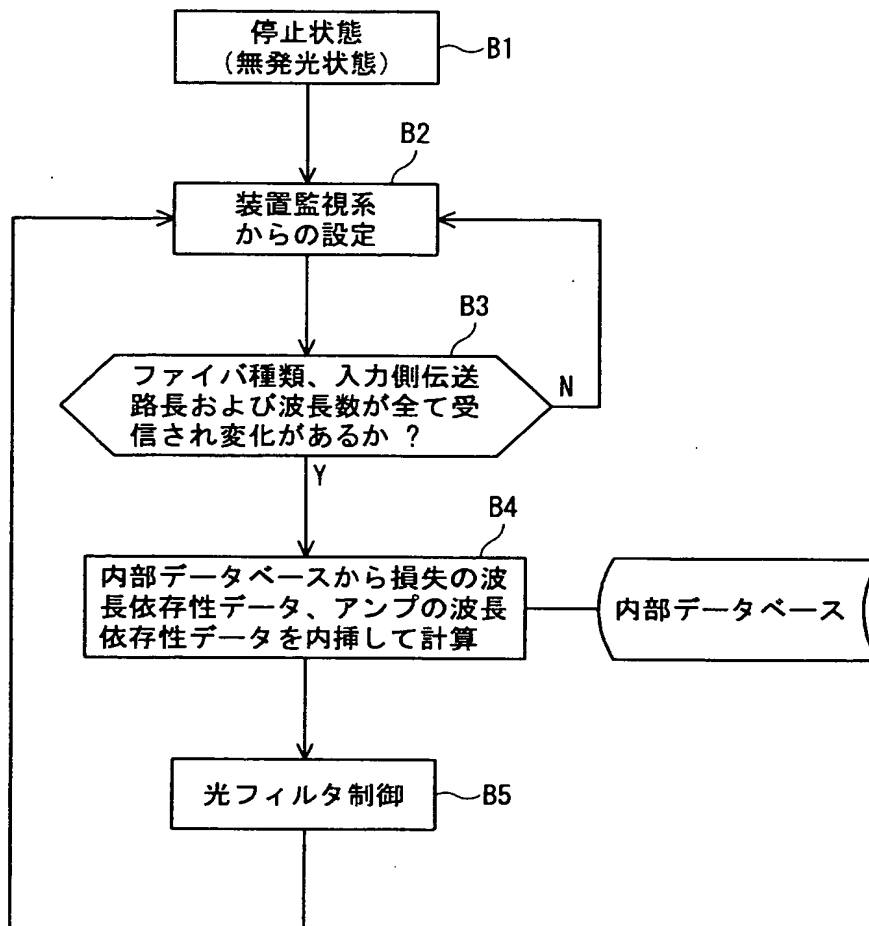 停止状態
(無発光状態)
B1
B2
装置監視系
からの設定
B3
ファイバ種類、入力側伝送
路長および波長数が全て受
信され変化があるか ?
N
Y
B4
内部データベースから損失の波
長依存性データ、アンプの波長
依存性データを内挿して計算
内部データベース
光フィルタ制御
B5